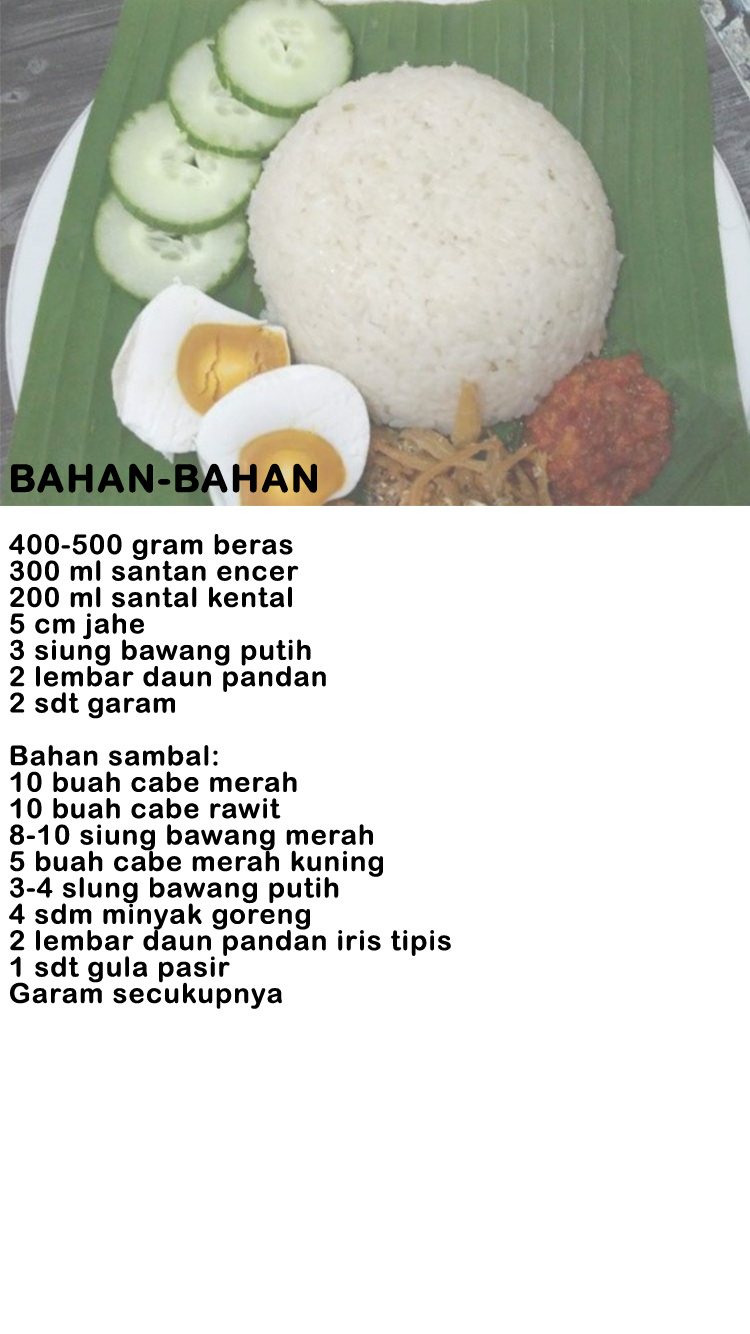 BAHAN-BAHAN
400-500 gram beras
300 ml santan encer
200 ml santal kental
5 cm jahe
3 siung bawang putih
2 lembar daun pandan
2 sdt garam
Bahan sambal:
10 buah cabe merah
10 buah cabe rawit
8-10 siung bawang merah
5 buah cabe merah kuning
3-4 slung bawang putih
4 sdm minyak goreng
2 lembar daun pandan iris tipis
1 sdt gula pasir
Garam secukupnya